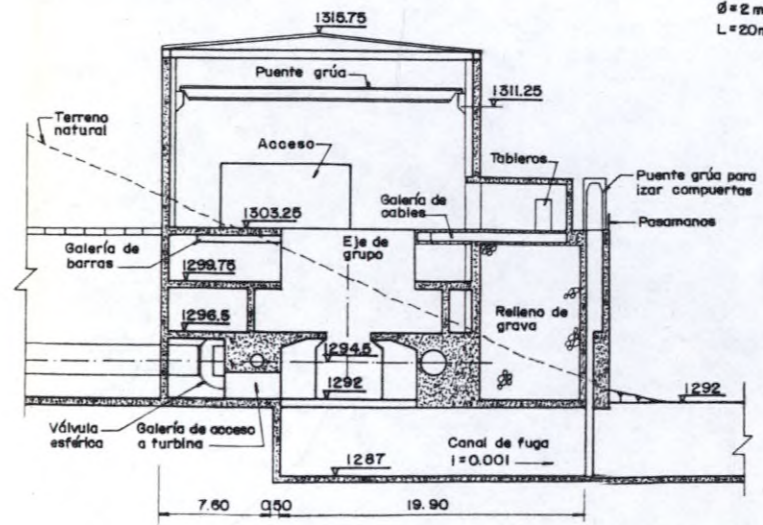 Ø=2 m
L=20m
1315.75
Puente grúa
1311.25
Terreno
natural
Acceso
Tableros
Puente grúa para
izar compuertas
Galería de
cables
1303.25
Pasamanos
Galería de
barras
Eje de
grupo
1299.75
1296.5
Relleno de
grava
1294.5
1292
1292
Válvula
esférica
Galería de acceso
a turbina
Canal de fuga
i=0.001
1287
7.60 0.50 19.90